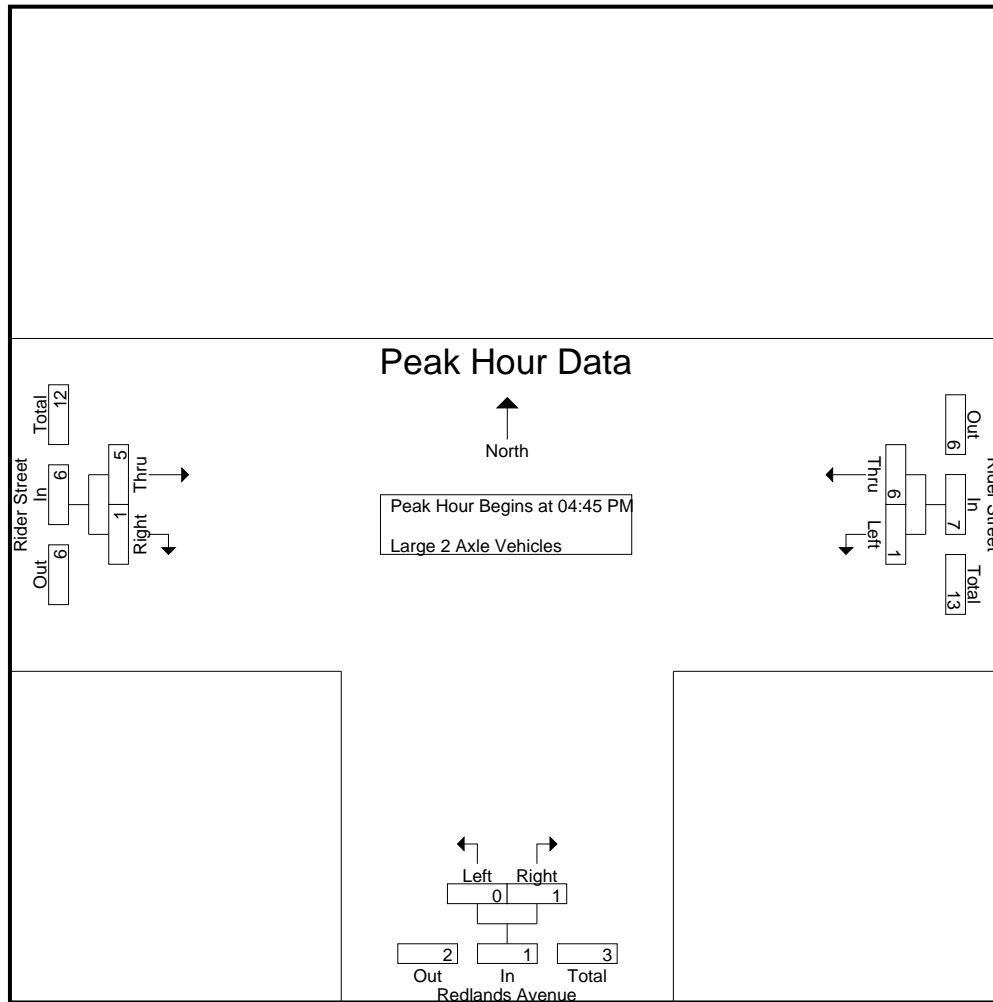 Peak Hour Data
North
Peak Hour Begins at 04:45 PM
Large 2 Axle Vehicles
Rider Street
Total
12
In
6
Out
6
5
Thru
1
Right
Rider Street
Out
6
In
7
Total
13
Thru
6
Left
1
Left Right
0 1
2 1 3
Out In Total
Redlands Avenue